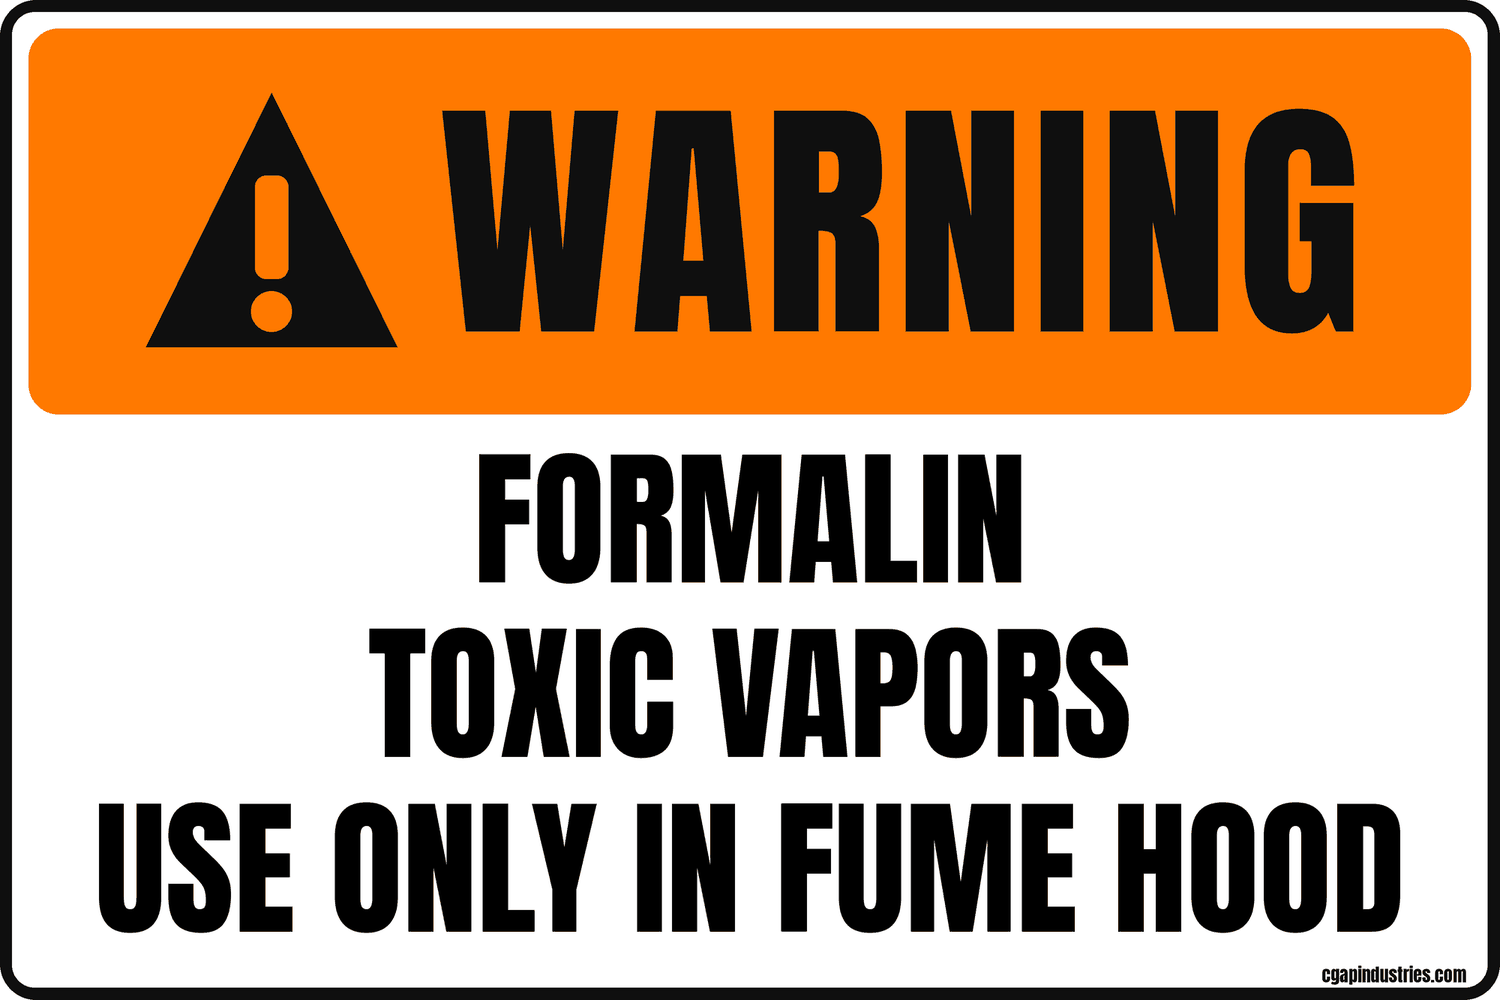 WARNING
FORMALIN
TOXIC VAPORS
USE ONLY IN FUME HOOD
cgapindustries.com